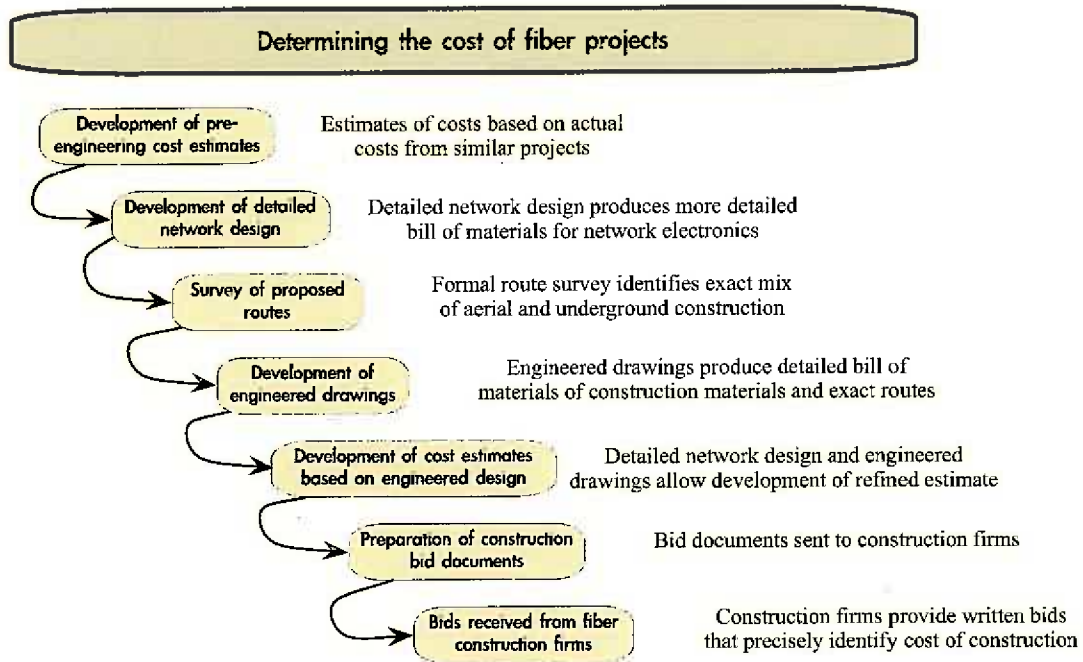 Determining the cost of fiber projects
Development of pre-
engineering cost estimates
Estimates of costs based on actual
costs from similar projects
Development of detailed
network design
Detailed network design produces more detailed
bill of materials for network electronics
Survey of proposed
routes
Formal route survey identifies exact mix
of aerial and underground construction
Development of
engineered drawings
Engineered drawings produce detailed bill of
materials of construction materials and exact routes
Development of cost estimates
based on engineered design
Detailed network design and engineered
drawings allow development of refined estimate
Preparation of construction
bid documents
Bid documents sent to construction firms
Bids received from fiber
construction firms
Construction firms provide written bids
that precisely identify cost of construction